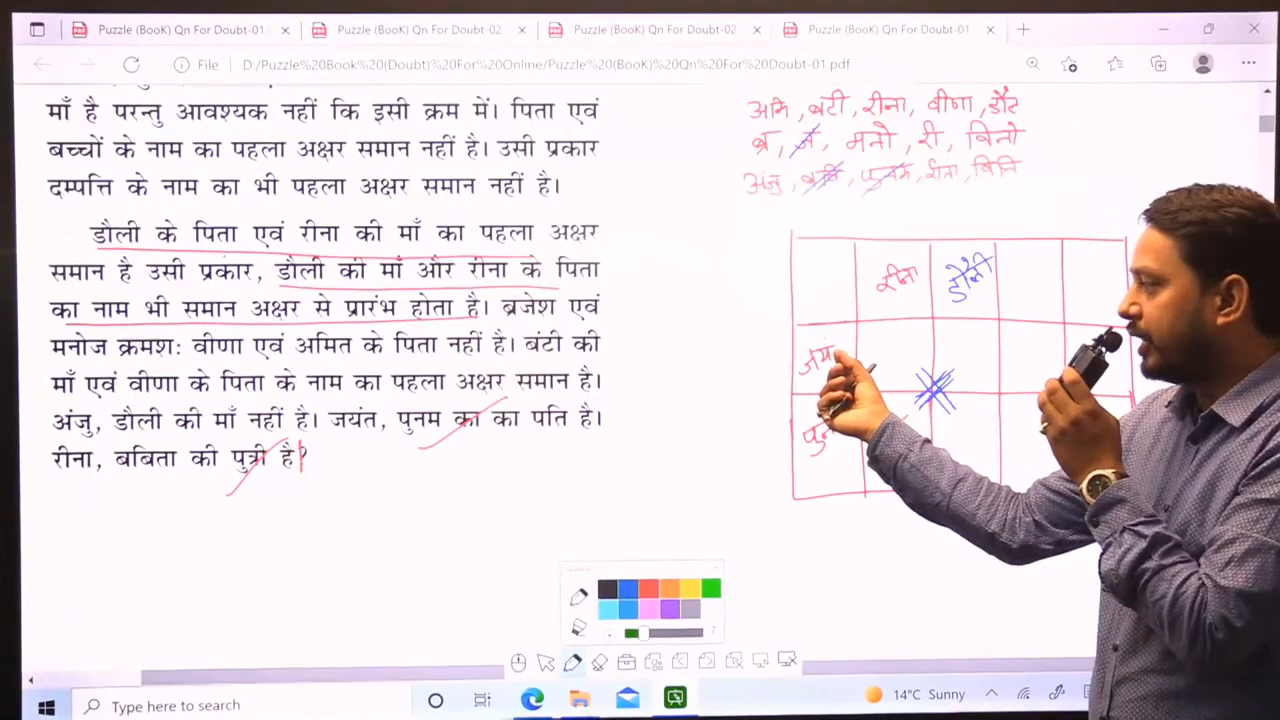 Puzzle (BooK) Qn For Doubt-01.
Puzzle (BooK) Qn For Doubt-02
Puzzle (BooK) Qn For Doubt-02
Puzzle (BooK) Qn For Doubt-01
File
D:/Puzzle%20Book%20(Doubt)%20For%20Online/Puzzle%20(BooK)%20Qn%20For%20Doubt-01.pdf
माँ है परन्तु आवश्यक नहीं कि इसी क्रम में। पिता एवं
बच्चों के नाम का पहला अक्षर समान नहीं है। उसी प्रकार
दम्पत्ति के नाम का भी पहला अक्षर समान नहीं है।
डौली के पिता एवं रीना की माँ का पहला अक्षर
समान है उसी प्रकार, डौली की माँ और रीना के पिता
का नाम भी समान अक्षर से प्रारंभ होता है। ब्रजेश एवं
मनोज क्रमशः वीणा एवं अमित के पिता नहीं है। बंटी की
माँ एवं वीणा के पिता के नाम का पहला अक्षर समान है।
अंजु, डौली की माँ नहीं है। जयंत, पुनम का का पति है।
रीना, बबिता की पुत्री है?
अमि, बटी, रीना, वीणा, डौट
ब्र, ज, मनो, री, विनो
अंजु, बबि, पुनम, रीता, विनि
रीना
डौली
जयं
पुन
7
Type here to search
14°C Sunny